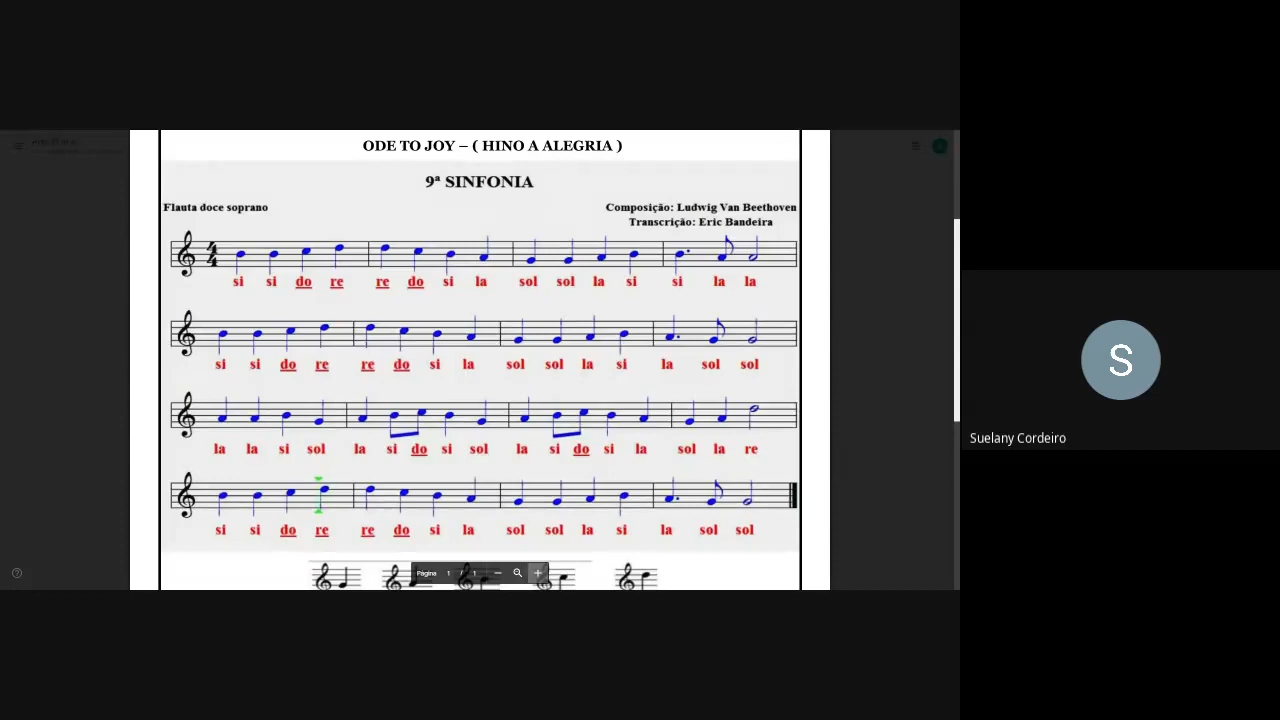 ODE TO JOY – ( HINO A ALEGRIA )
9ª SINFONIA
Flauta doce soprano
Composição: Ludwig Van Beethoven
Transcrição: Eric Bandeira
si si do re re do si la sol sol la si si la la
si si do re re do si la sol sol la si la sol sol
la la si sol la si do si sol la si do si la sol la re
si si do re re do si la sol sol la si la sol sol
Página 1 / 1
S
Suelany Cordeiro